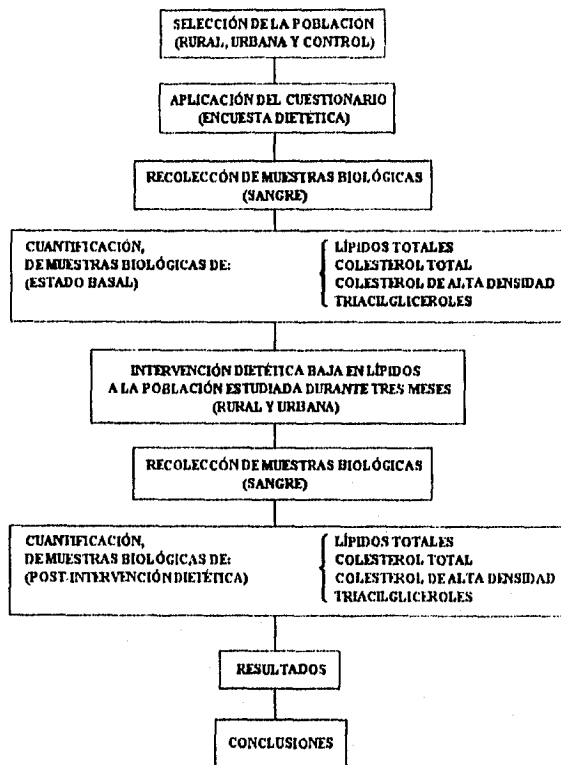 SELECCIÓN DE LA POBLACION
(RURAL, URBANA Y CONTROL)
APLICACIÓN DEL CUESTIONARIO
(ENCUESTA DIETÉTICA)
RECOLECCÓN DE MUESTRAS BIOLÓGICAS
(SANGRE)
CUANTIFICACIÓN,
DE MUESTRAS BIOLÓGICAS DE:
(ESTADO BASAL)
LÍPIDOS TOTALES
COLESTEROL TOTAL
COLESTEROL DE ALTA DENSIDAD
TRIACILGLICEROLES
INTERVENCIÓN DIETÉTICA BAJA EN LÍPIDOS
A LA POBLACIÓN ESTUDIADA DURANTE TRES MESES
(RURAL Y URBANA)
RECOLECCÓN DE MUESTRAS BIOLÓGICAS
(SANGRE)
CUANTIFICACIÓN,
DE MUESTRAS BIOLÓGICAS DE:
(POST-INTERVENCIÓN DIETÉTICA)
LÍPIDOS TOTALES
COLESTEROL TOTAL
COLESTEROL DE ALTA DENSIDAD
TRIACILGLICEROLES
RESULTADOS
CONCLUSIONES